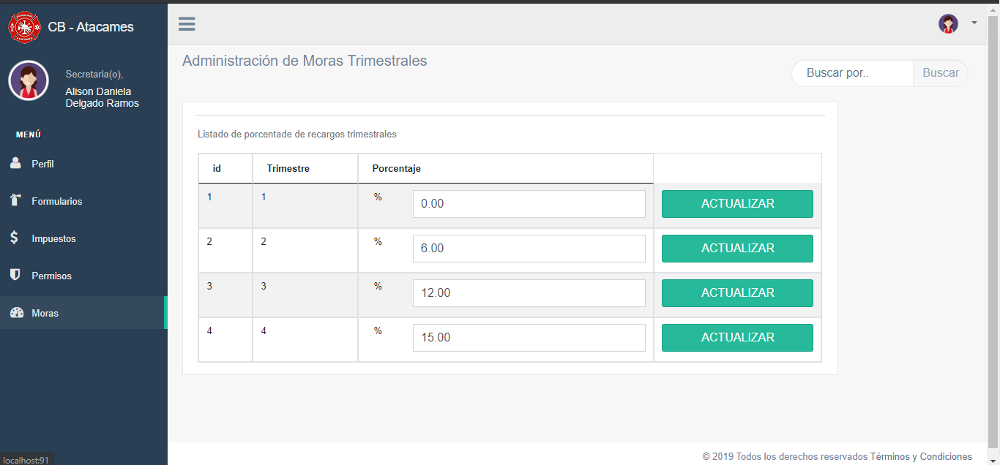 CB - Atacames
Secretaria(o),
Alison Daniela
Delgado Ramos
MENÚ
Perfil
Formularios
Impuestos
Permisos
Moras
Administración de Moras Trimestrales
Buscar por.. Buscar
Listado de porcentade de recargos trimestrales
id Trimestre Porcentaje
1 1 % 0.00 ACTUALIZAR
2 2 % 6.00 ACTUALIZAR
3 3 % 12.00 ACTUALIZAR
4 4 % 15.00 ACTUALIZAR
© 2019 Todos los derechos reservados Términos y Condiciones
localhost:91